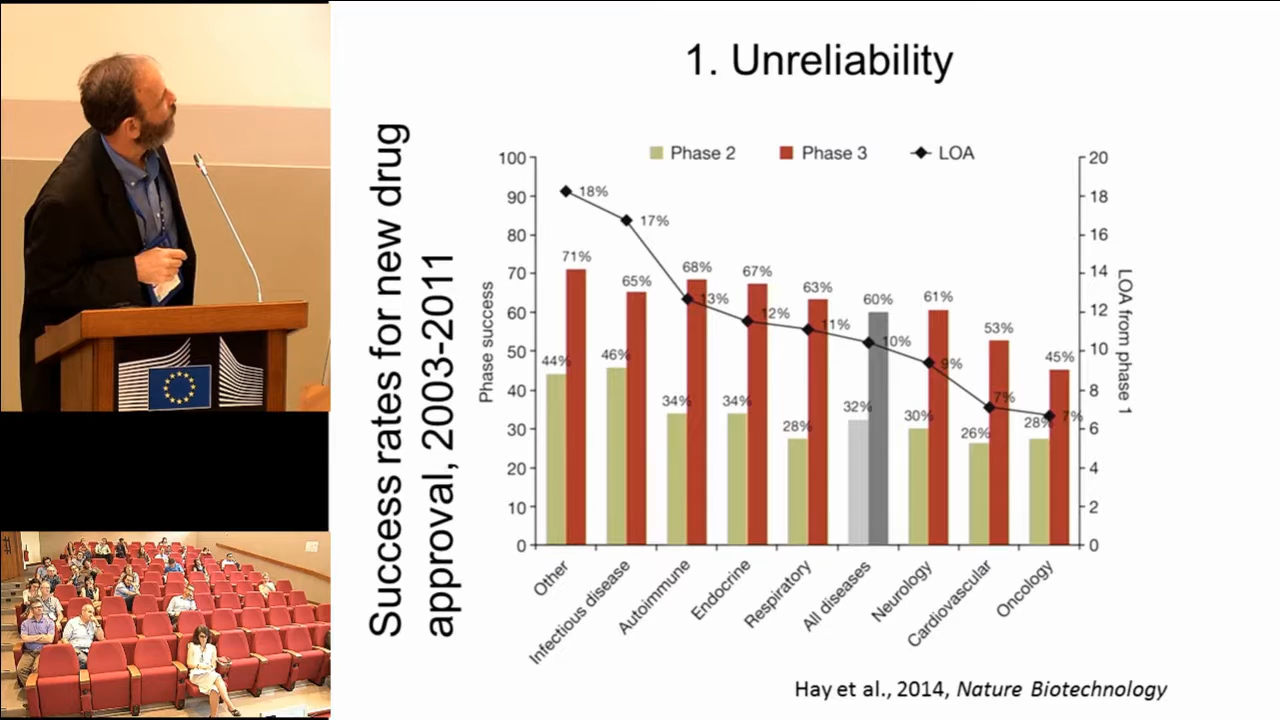 1. Unreliability
Success rates for new drug
approval, 2003-2011
Phase 2
Phase 3
LOA
Phase success
100
90
80
70
60
50
40
30
20
10
0
44%
71%
18%
46%
65%
17%
34%
68%
13%
34%
67%
12%
28%
63%
11%
32%
60%
10%
30%
61%
9%
26%
53%
7%
28%
45%
7%
20
18
16
14
12
10
8
6
4
2
0
LOA from phase 1
Other
Infectious disease
Autoimmune
Endocrine
Respiratory
All diseases
Neurology
Cardiovascular
Oncology
Hay et al., 2014, Nature Biotechnology